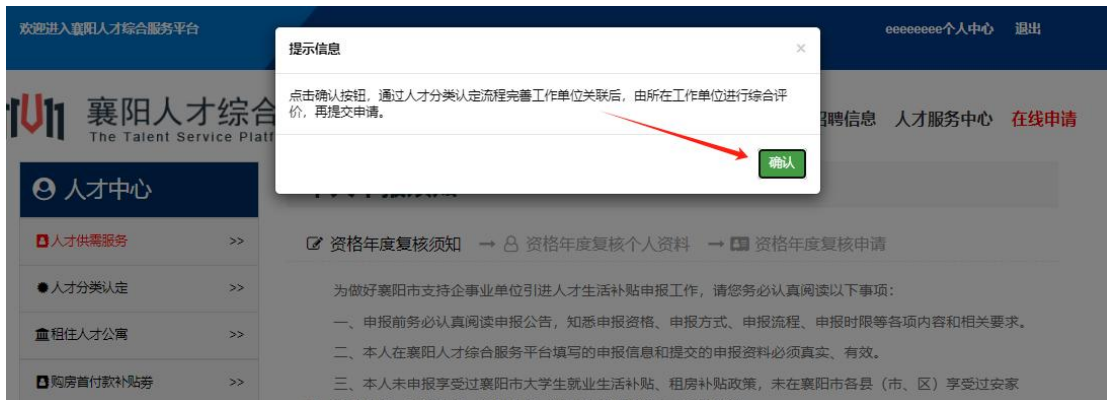 欢迎进入襄阳人才综合服务平台
eeeeeeee个人中心 退出
提示信息
×
点击确认按钮，通过人才分类认定流程完善工作单位关联后，由所在工作单位进行综合评
价，再提交申请。
确认
襄阳人才综合
The Talent Service Platf
聘信息 人才服务中心 在线申请
人才中心
人才供需服务 >>
人才分类认定 >>
租住人才公寓 >>
购房首付款补贴劵 >>
资格年度复核须知 → 资格年度复核个人资料 → 资格年度复核申请
为做好襄阳市支持企事业单位引进人才生活补贴申报工作，请您务必认真阅读以下事项：
一、申报前务必认真阅读申报公告，知悉申报资格、申报方式、申报流程、申报时限等各项内容和相关要求。
二、本人在襄阳人才综合服务平台填写的申报信息和提交的申报资料必须真实、有效。
三、本人未申报享受过襄阳市大学生就业生活补贴、租房补贴政策，未在襄阳市各县（市、区）享受过安家